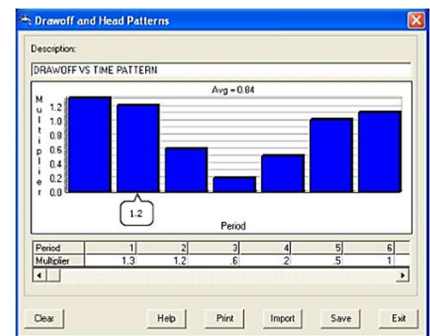 Drawoff and Head Patterns
Description:
DRAWOFF VS TIME PATTERN
Avg = 0.84
Multiplier
1.2
1.0
0.8
0.6
0.4
0.2
0.0
1.2
Period
Period 1 2 3 4 5 6
Multiplier 1.3 1.2 .6 .2 .5 1
Clear Help Print Import Save Exit